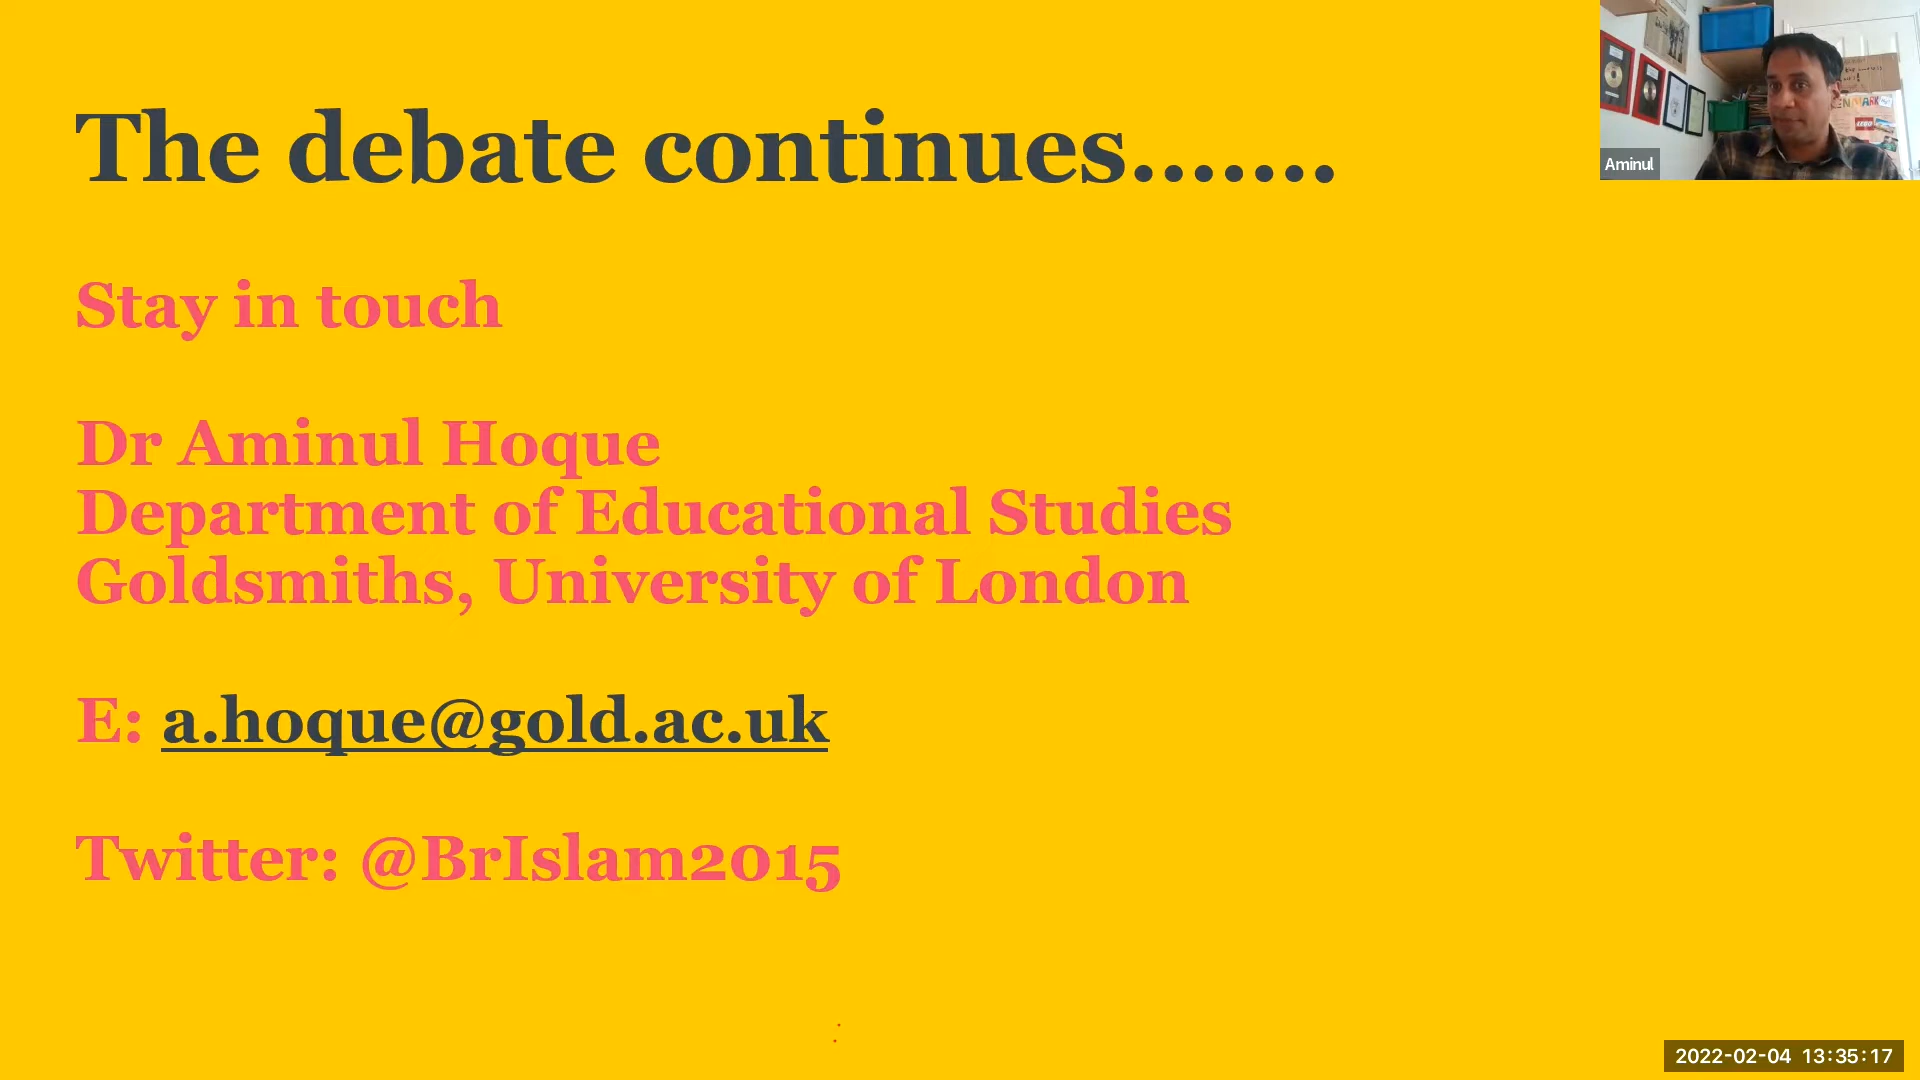 The debate continues.......
Stay in touch
Dr Aminul Hoque
Department of Educational Studies
Goldsmiths, University of London
E: a.hoque@gold.ac.uk
Twitter: @BrIslam2015
Aminul
LEGO
2022-02-04 13:35:17